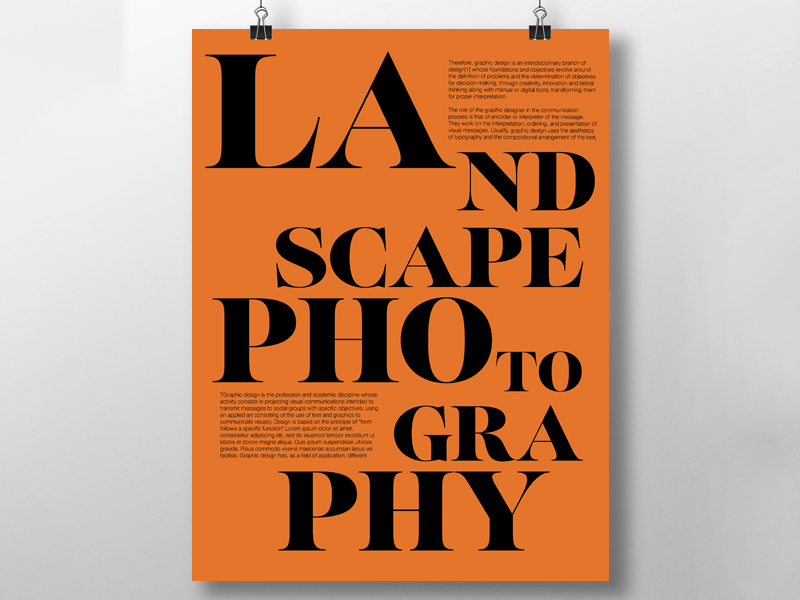 LA
Therefore, graphic design is an interdisciplinary branch of
design[1] whose foundations and objectives revolve around
the definition of problems and the determination of objectives
for decision-making, through creativity, innovation and lateral
thinking along with manual or digital tools, transforming them
for proper interpretation.
The role of the graphic designer in the communication
process is that of encoder or interpreter of the message.
They work on the interpretation, ordering, and presentation of
visual messages. Usually, graphic design uses the aesthetics
of typography and the compositional arrangement of the text,
ND
SCAPE
PHO
TO
TGraphic design is the profession and academic discipline whose
activity consists in projecting visual communications intended to
transmit messages to social groups with specific objectives, using
an applied art consisting of the use of text and graphics to
communicate visually. Design is based on the principle of "form
follows a specific function".Lorem ipsum dolor sit amet,
consectetur adipiscing elit, sed do eiusmod tempor incididunt ut
labore et dolore magna aliqua. Quis ipsum suspendisse ultrices
gravida. Risus commodo viverra maecenas accumsan lacus vel
facilisis. Graphic design has, as a field of application, different
GRA
PHY